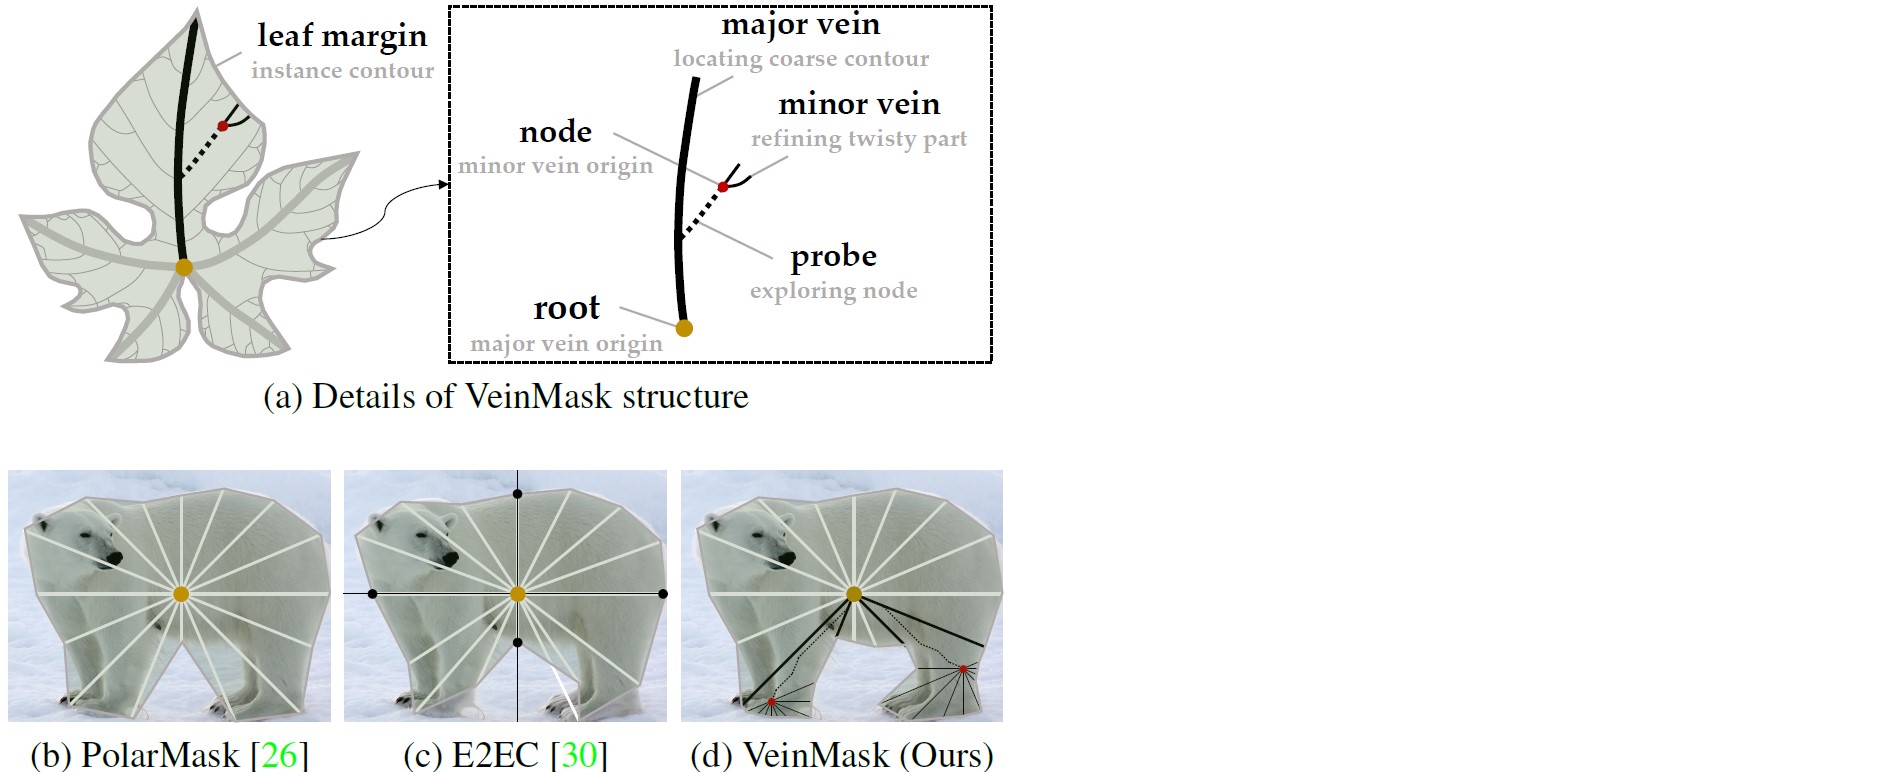 leaf margin
instance contour
major vein
locating coarse contour
minor vein
refining twisty part
node
minor vein origin
probe
exploring node
root
major vein origin
(a) Details of VeinMask structure
(b) PolarMask [26]
(c) E2EC [30]
(d) VeinMask (Ours)